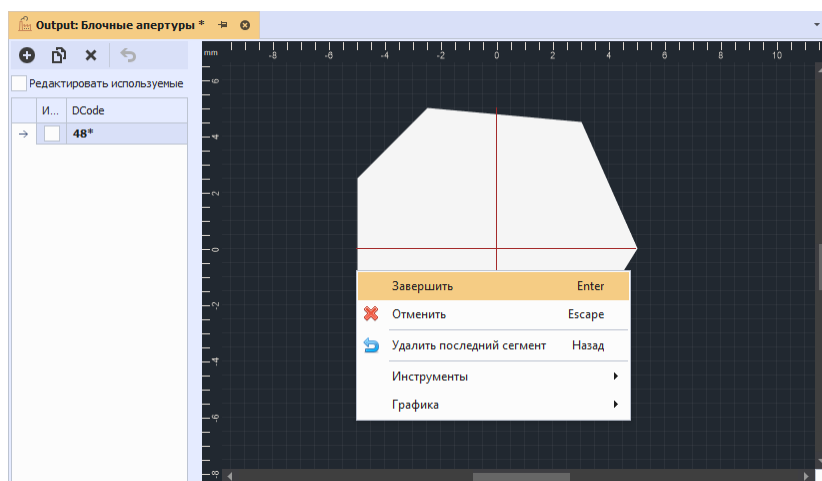 Output: Блочные апертуры *
Редактировать используемые
И... DCode
48*
mm -8 -6 -4 -2 0 2 4 6 8 10
6
4
2
0
-2
-4
-6
-8
Завершить Enter
Отменить Escape
Удалить последний сегмент Назад
Инструменты
Графика